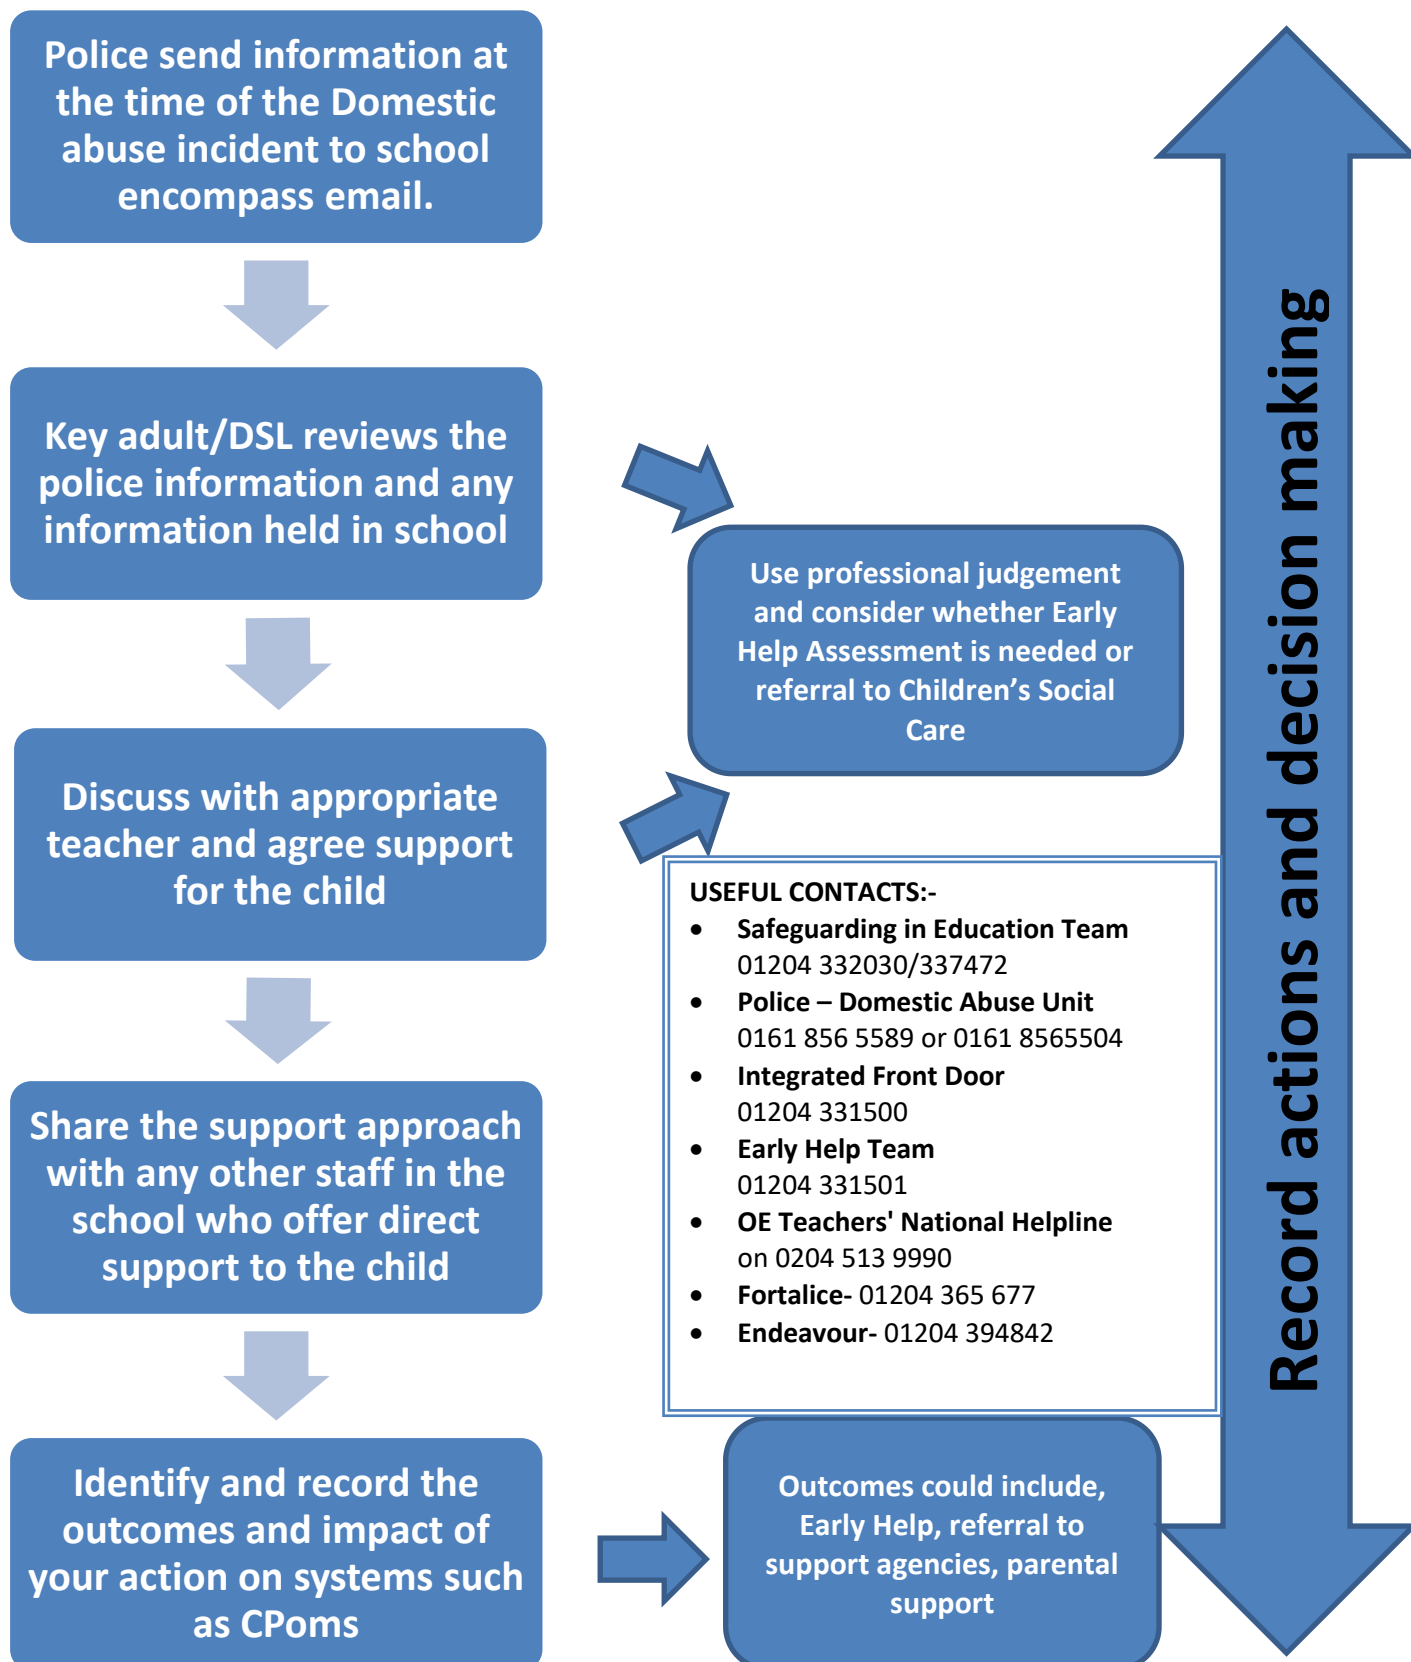 Police send information at
the time of the Domestic
abuse incident to school
encompass email.
Key adult/DSL reviews the
police information and any
information held in school
Use professional judgement
and consider whether Early
Help Assessment is needed or
referral to Children’s Social
Care
Discuss with appropriate
teacher and agree support
for the child
Share the support approach
with any other staff in the
school who offer direct
support to the child
USEFUL CONTACTS:-
• Safeguarding in Education Team
01204 332030/337472
• Police – Domestic Abuse Unit
0161 856 5589 or 0161 8565504
• Integrated Front Door
01204 331500
• Early Help Team
01204 331501
• OE Teachers' National Helpline
on 0204 513 9990
• Fortalice- 01204 365 677
• Endeavour- 01204 394842
Identify and record the
outcomes and impact of
your action on systems such
as CPoms
Outcomes could include,
Early Help, referral to
support agencies, parental
support
Record actions and decision making